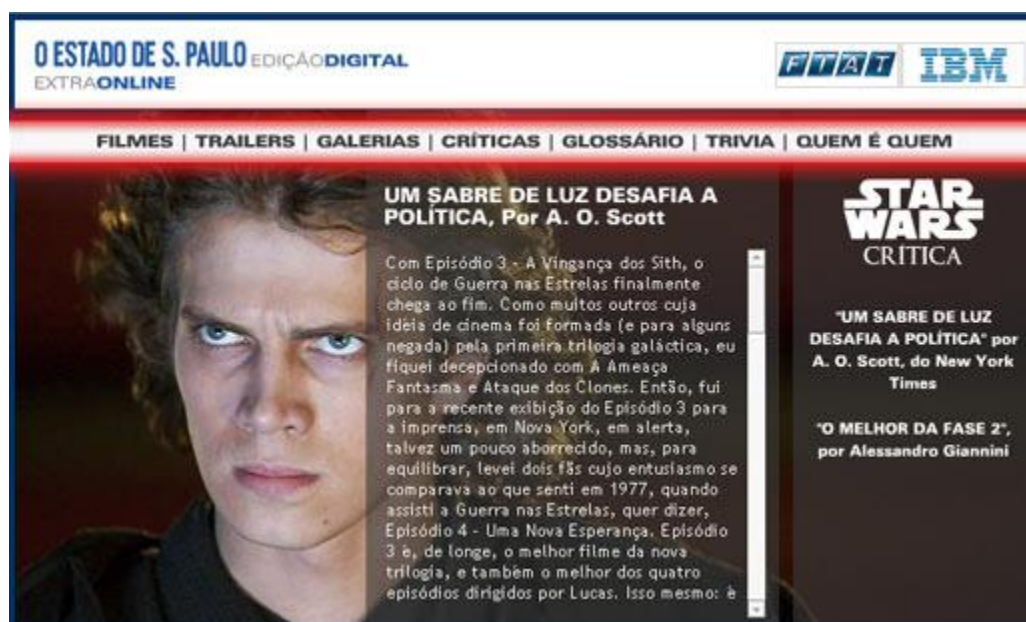 O ESTADO DE S. PAULO EDIÇÃODIGITAL
EXTRAONLINE
FIAT IBM
FILMES | TRAILERS | GALERIAS | CRÍTICAS | GLOSSÁRIO | TRIVIA | QUEM É QUEM
UM SABRE DE LUZ DESAFIA A
POLÍTICA, Por A. O. Scott
Com Episódio 3 - A Vingança dos Sith, o
ciclo de Guerra nas Estrelas finalmente
chega ao fim. Como muitos outros cuja
idéia de cinema foi formada (e para alguns
negada) pela primeira trilogia galáctica, eu
fiquei decepcionado com A Ameaça
Fantasma e Ataque dos Clones. Então, fui
para a recente exibição do Episódio 3 para
a imprensa, em Nova York, em alerta,
talvez um pouco aborrecido, mas, para
equilibrar, levei dois fãs cujo entusiasmo se
comparava ao que senti em 1977, quando
assisti a Guerra nas Estrelas, quer dizer,
Episódio 4 - Uma Nova Esperança. Episódio
3 é, de longe, o melhor filme da nova
trilogia, e também o melhor dos quatro
episódios dirigidos por Lucas. Isso mesmo: é
STAR
WARS
CRÍTICA
"UM SABRE DE LUZ
DESAFIA A POLÍTICA" por
A. O. Scott, do New York
Times
"O MELHOR DA FASE 2",
por Alessandro Giannini